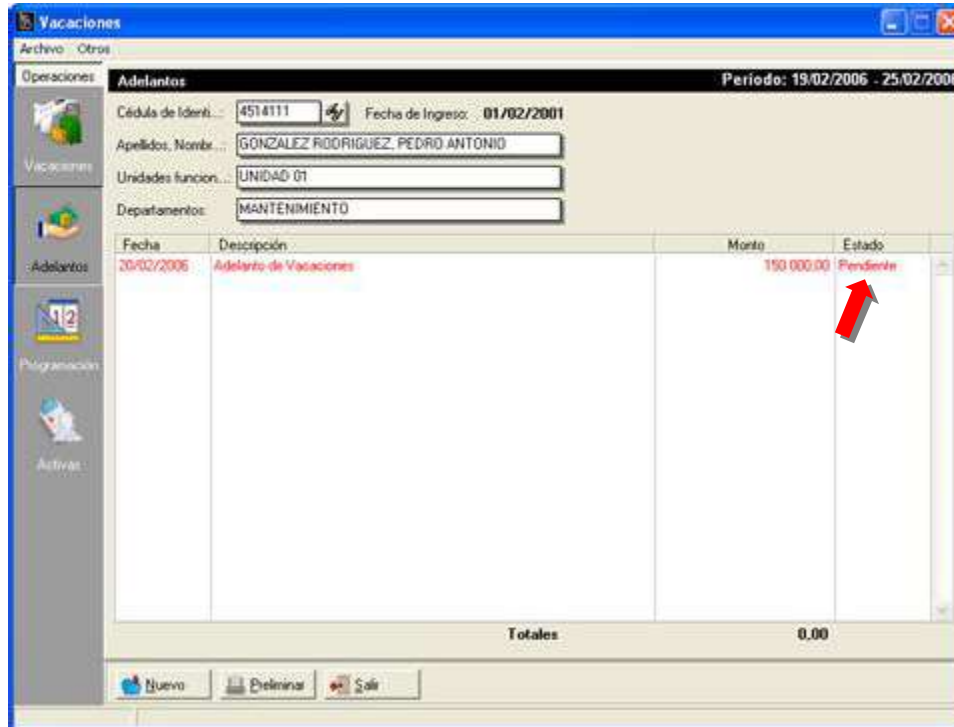 Vacaciones
Archivo Otros
Operaciones
Adelantos Periodo: 19/02/2006 - 25/02/2006
Cédula de Identi...: 4514111 Fecha de Ingreso: 01/02/2001
Apellidos, Nombr...: GONZALEZ RODRIGUEZ, PEDRO ANTONIO
Unidades funcion...: UNIDAD 01
Departamentos: MANTENIMIENTO
Vacaciones
Adelantos
Programación
Activas
Fecha Descripción Monto Estado
20/02/2006 Adelanto de Vacaciones 150.000,00 Pendiente
Totales 0,00
Nuevo Preliminar Salir